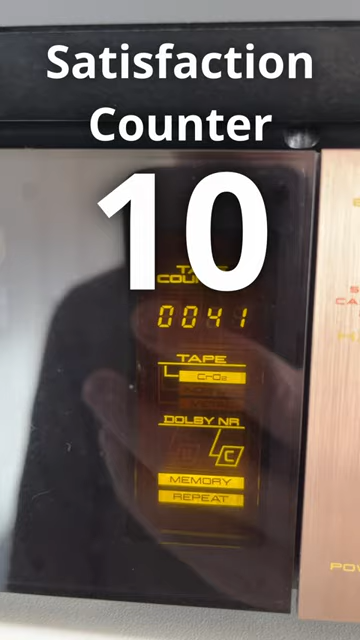 Satisfaction
Counter
10
0041
TAPE
CrO2
DOLBY NR
C
MEMORY
REPEAT